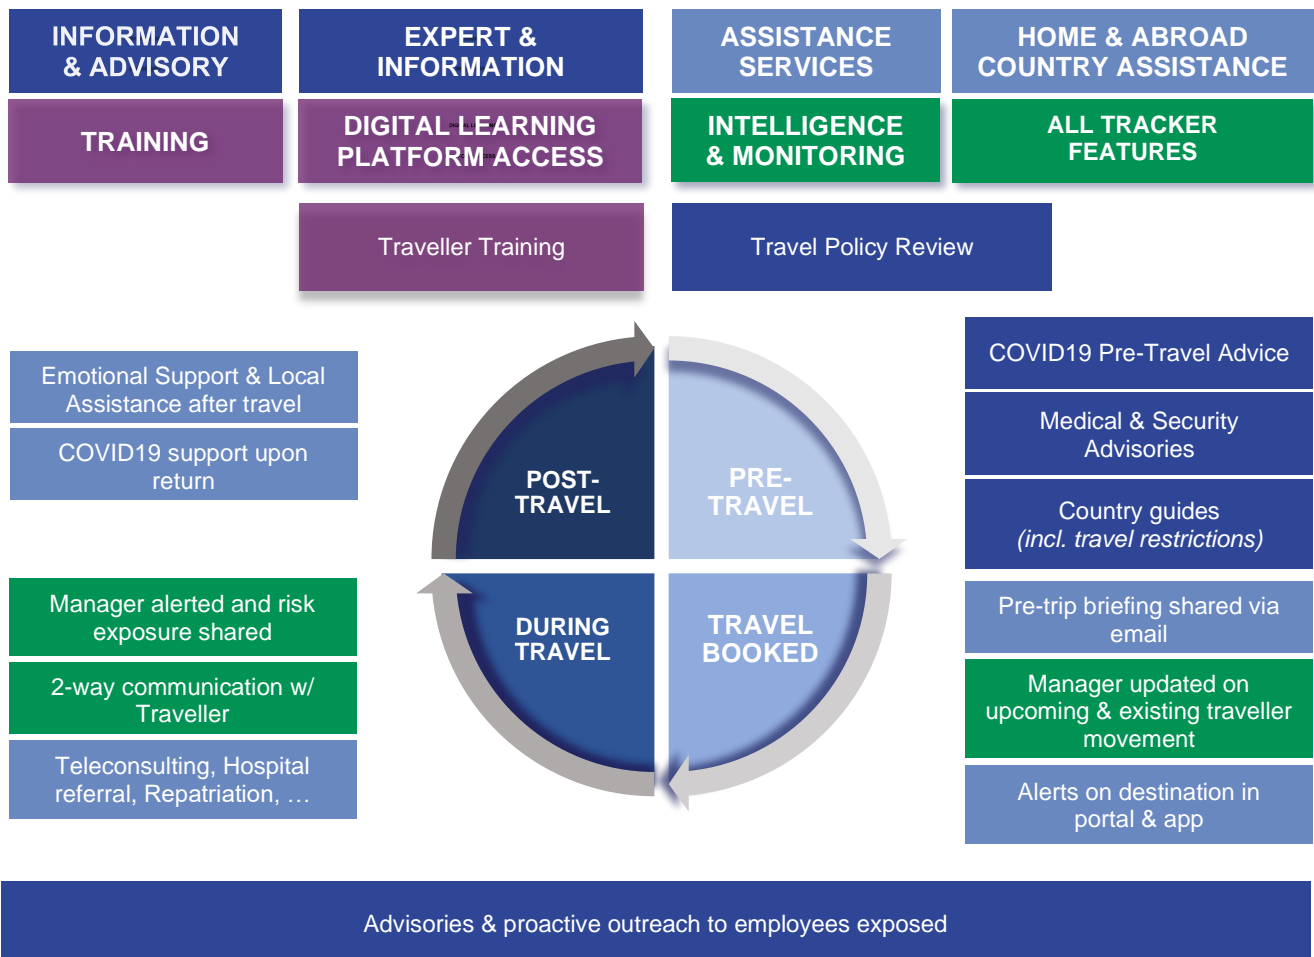 INFORMATION
& ADVISORY
EXPERT &
INFORMATION
ASSISTANCE
SERVICES
HOME & ABROAD
COUNTRY ASSISTANCE
TRAINING
DIGITAL LEARNING
PLATFORM ACCESS
INTELLIGENCE
& MONITORING
ALL TRACKER
FEATURES
Traveller Training
Travel Policy Review
Emotional Support & Local
Assistance after travel
COVID19 support upon
return
POST-
TRAVEL
PRE-
TRAVEL
COVID19 Pre-Travel Advice
Medical & Security
Advisories
Country guides
(incl. travel restrictions)
Manager alerted and risk
exposure shared
2-way communication w/
Traveller
Teleconsulting, Hospital
referral, Repatriation, …
DURING
TRAVEL
TRAVEL
BOOKED
Pre-trip briefing shared via
email
Manager updated on
upcoming & existing traveller
movement
Alerts on destination in
portal & app
Advisories & proactive outreach to employees exposed